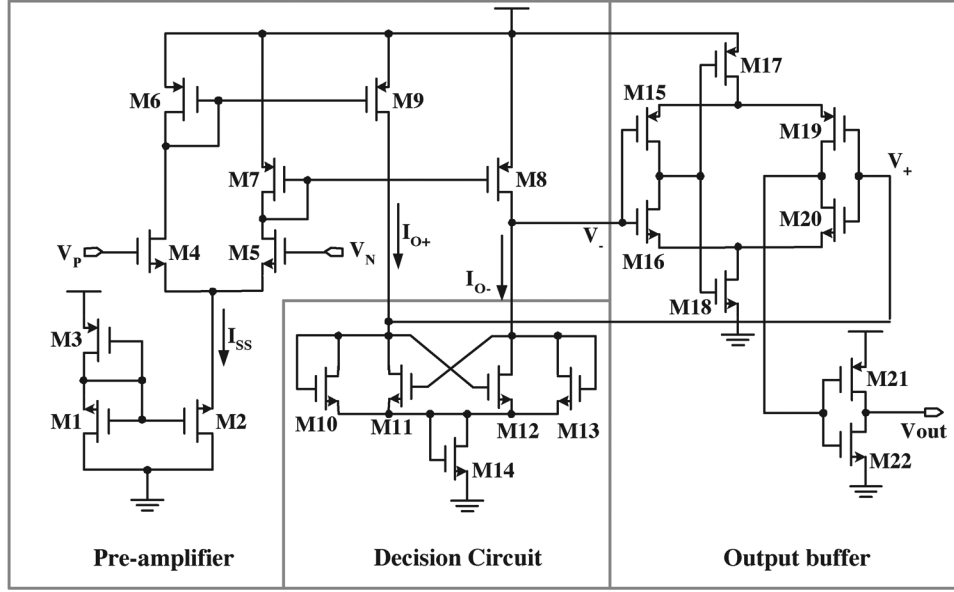 M17
M15
M6
M9
M19
V+
M7
M8
M20
IO+
VP
M4
M5
VN
V-
M16
IO-
M18
M3
ISS
M21
M1
M2
M10
M11
M12
M13
Vout
M14
M22
Pre-amplifier
Decision Circuit
Output buffer